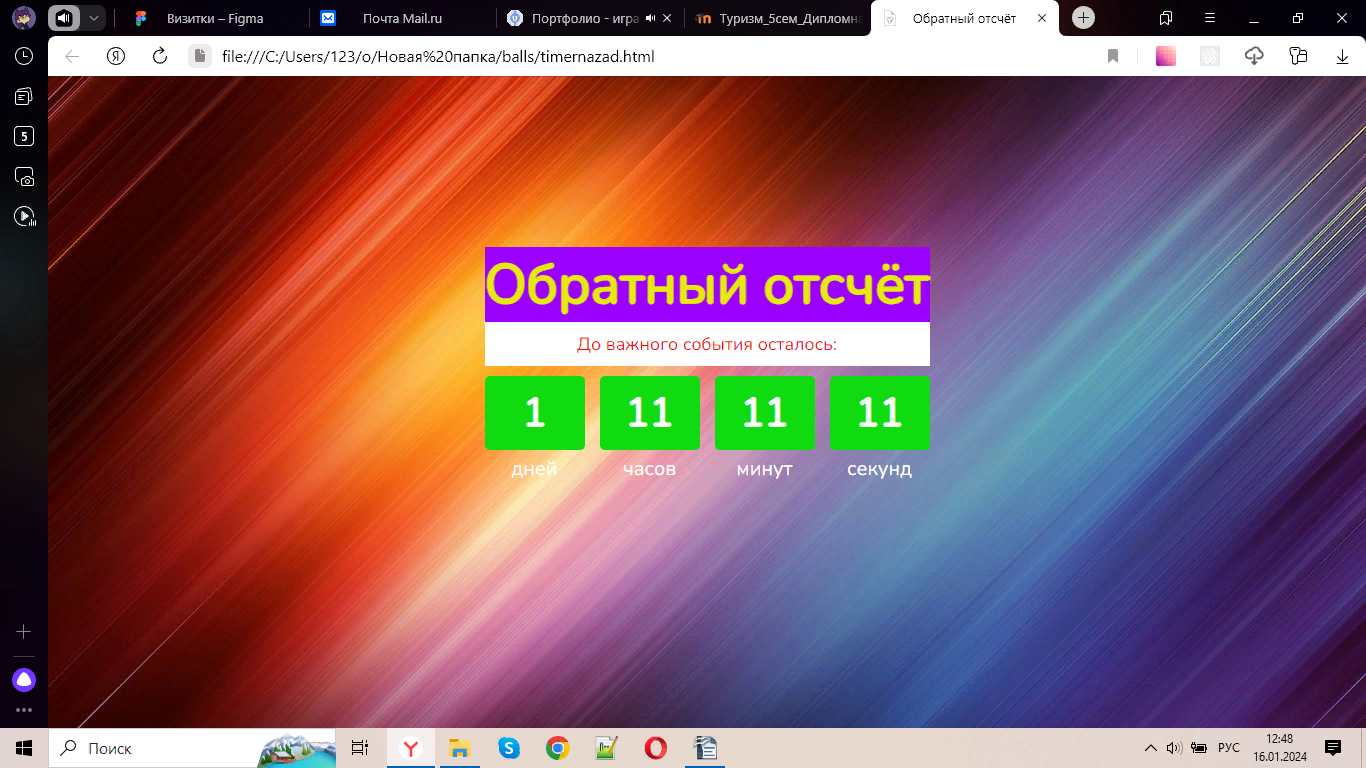 Визитки – Figma
Почта Mail.ru
Портфолио - игра
Туризм_5сем_Дипломна
Обратный отсчёт
Я
file:///C:/Users/123/о/Новая%20папка/balls/timernazad.html
5
Обратный отсчёт
До важного события осталось:
1 11 11 11
дней часов минут секунд
Поиск
РУС
12:48
16.01.2024